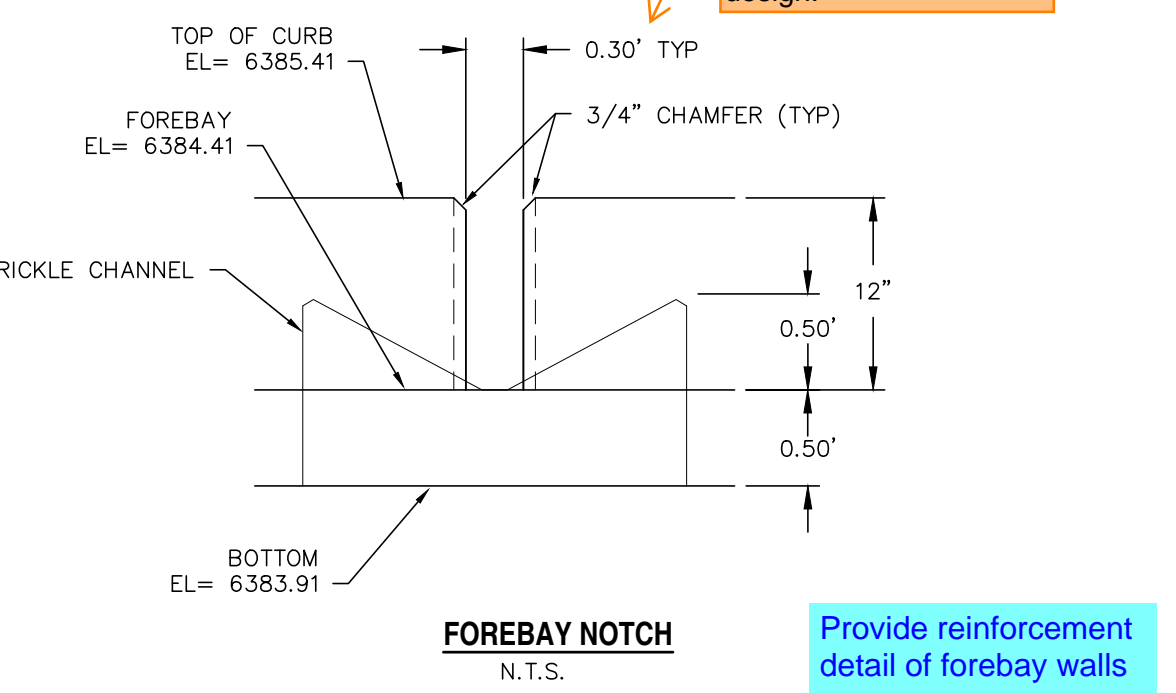 design.
TOP OF CURB
EL= 6385.41
0.30' TYP
3/4" CHAMFER (TYP)
FOREBAY
EL= 6384.41
RICKLE CHANNEL
12"
0.50'
0.50'
BOTTOM
EL= 6383.91
FOREBAY NOTCH
N.T.S.
Provide reinforcement
detail of forebay walls